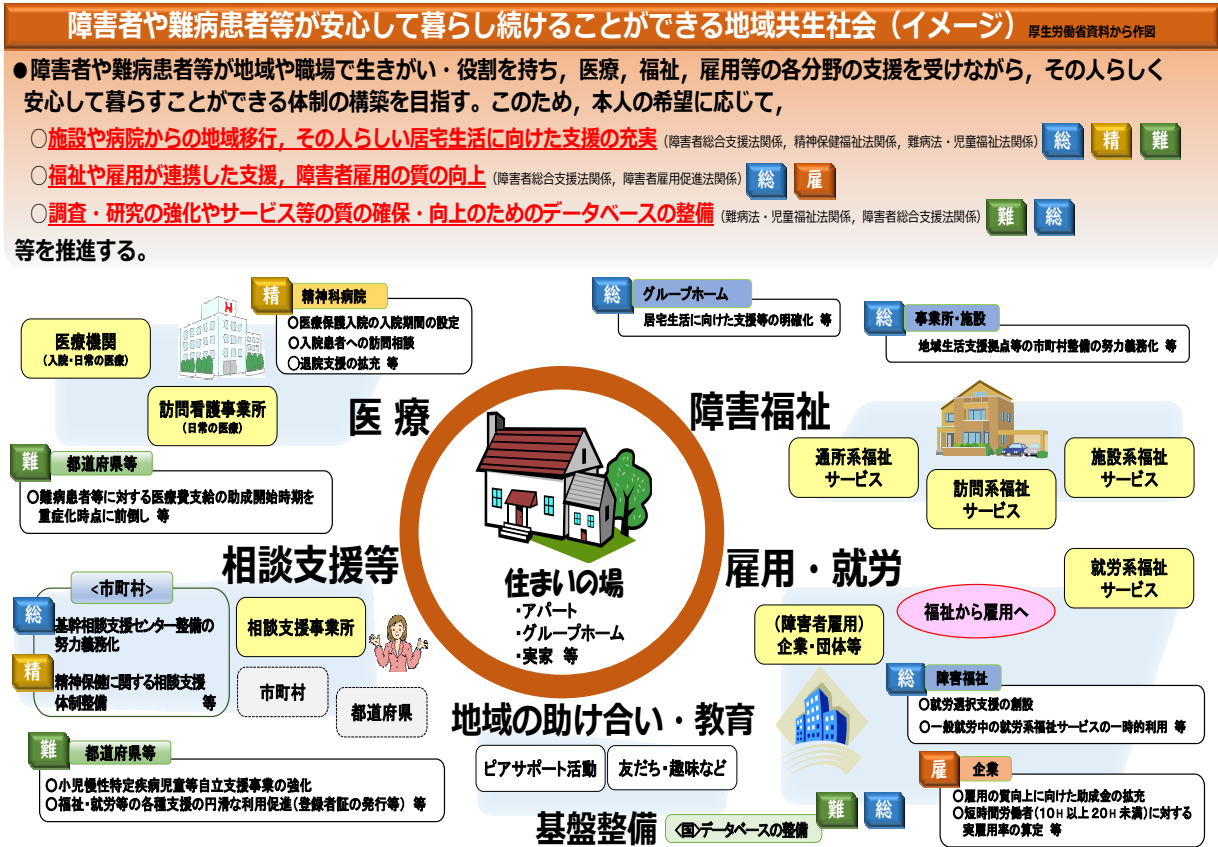 障害者や難病患者等が安心して暮らし続けることができる地域共生社会（イメージ）厚生労働省資料から作図
●障害者や難病患者等が地域や職場で生きがい・役割を持ち，医療，福祉，雇用等の各分野の支援を受けながら，その人らしく
安心して暮らすことができる体制の構築を目指す。このため，本人の希望に応じて，
○施設や病院からの地域移行，その人らしい居宅生活に向けた支援の充実（障害者総合支援法関係，精神保健福祉法関係，難病法・児童福祉法関係） 総 精 難
○福祉や雇用が連携した支援，障害者雇用の質の向上（障害者総合支援法関係，障害者雇用促進法関係） 総 雇
○調査・研究の強化やサービス等の質の確保・向上のためのデータベースの整備（難病法・児童福祉法関係，障害者総合支援法関係） 難 総
等を推進する。
精 精神科病院
○医療保護入院の入院期間の設定
○入院患者への訪問相談
○退院支援の拡充 等
医療機関
（入院・日常の医療）
H
訪問看護事業所
（日常の医療）
医 療
難 都道府県等
○難病患者等に対する医療費支給の助成開始時期を
重症化時点に前倒し 等
総 グループホーム
居宅生活に向けた支援等の明確化 等
総 事業所・施設
地域生活支援拠点等の市町村整備の努力義務化 等
障害福祉
通所系福祉
サービス
訪問系福祉
サービス
施設系福祉
サービス
住まいの場
・アパート
・グループホーム
・実家 等
相談支援等
<市町村>
総 基幹相談支援センター整備の
努力義務化
精 精神保健に関する相談支援
体制整備 等
相談支援事業所
市町村
都道府県
難 都道府県等
○小児慢性特定疾病児童等自立支援事業の強化
○福祉・就労等の各種支援の円滑な利用促進（登録者証の発行等） 等
雇用・就労
就労系福祉
サービス
福祉から雇用へ
（障害者雇用）
企業・団体等
総 障害福祉
○就労選択支援の創設
○一般就労中の就労系福祉サービスの一時的利用 等
雇 企業
○雇用の質向上に向けた助成金の拡充
○短時間労働者（10H以上20H未満）に対する
実雇用率の算定 等
地域の助け合い・教育
ピアサポート活動
友だち・趣味など
基盤整備 <国>データベースの整備 難 総